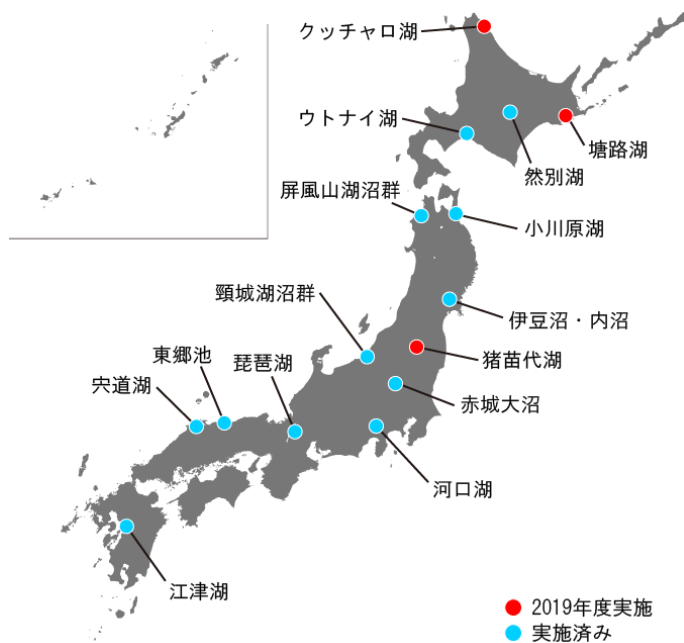 クッチャロ湖
ウトナイ湖
塘路湖
然別湖
屏風山湖沼群
小川原湖
頸城湖沼群
伊豆沼・内沼
東郷池
琵琶湖
猪苗代湖
宍道湖
赤城大沼
河口湖
江津湖
2019年度実施
実施済み